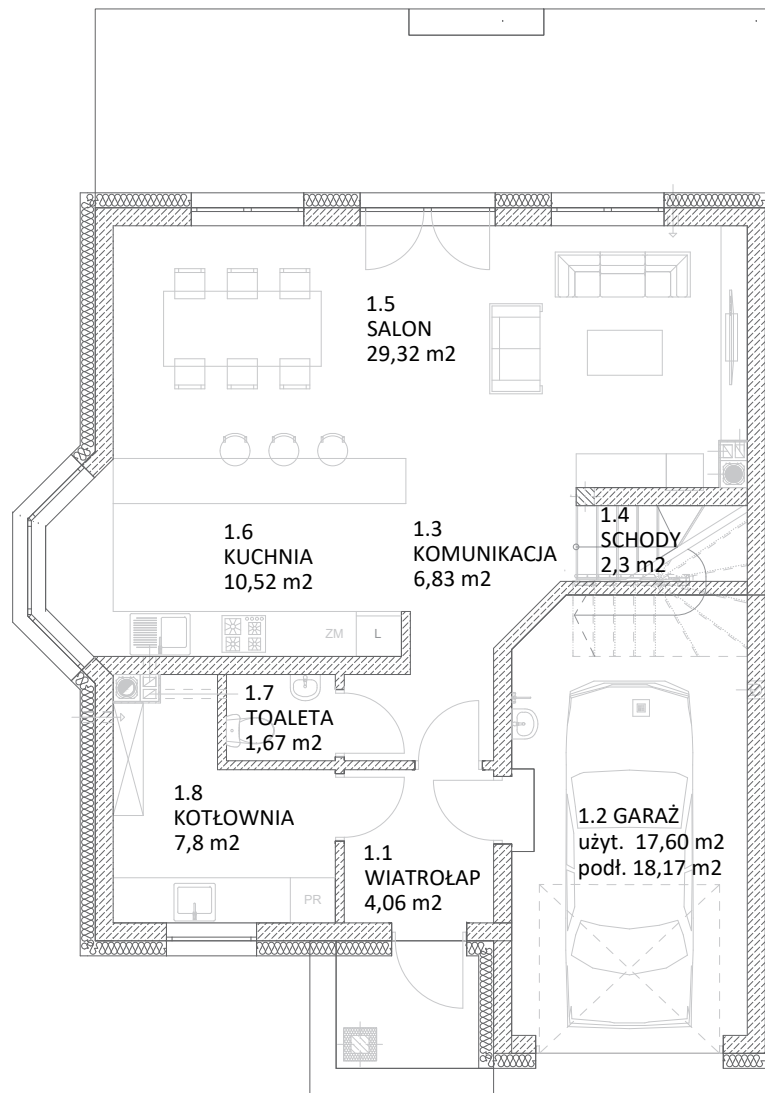 1.5
SALON
29,32 m2
1.6
KUCHNIA
10,52 m2
1.3
KOMUNIKACJA
6,83 m2
1.4
SCHODY
2,3 m2
ZM
L
1.7
TOALETA
1,67 m2
1.8
KOTŁOWNIA
7,8 m2
1.2 GARAŻ
użyt. 17,60 m2
podł. 18,17 m2
1.1
WIATROŁAP
4,06 m2
PR